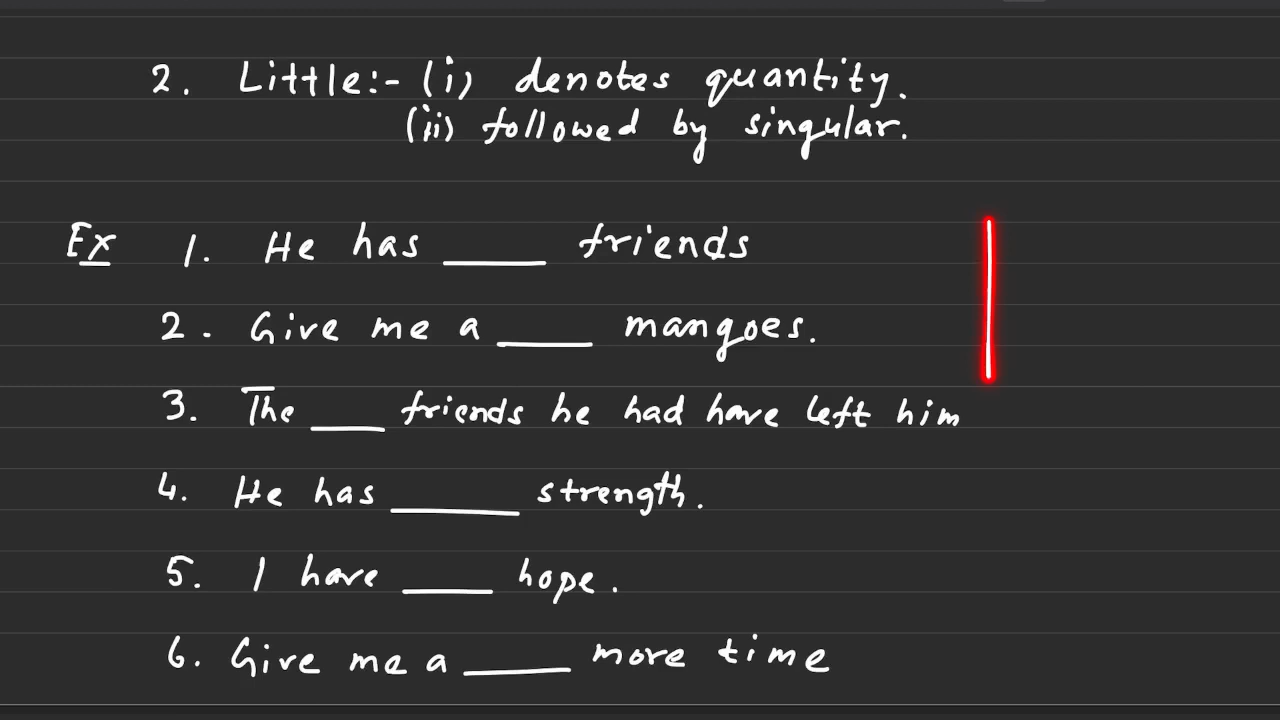 2. Little:- (i) denotes quantity.
(ii) followed by singular.
Ex 1. He has ____ friends
2. Give me a ____ mangoes.
3. The ____ friends he had have left him
4. He has ____ strength.
5. I have ____ hope.
6. Give me a ____ more time